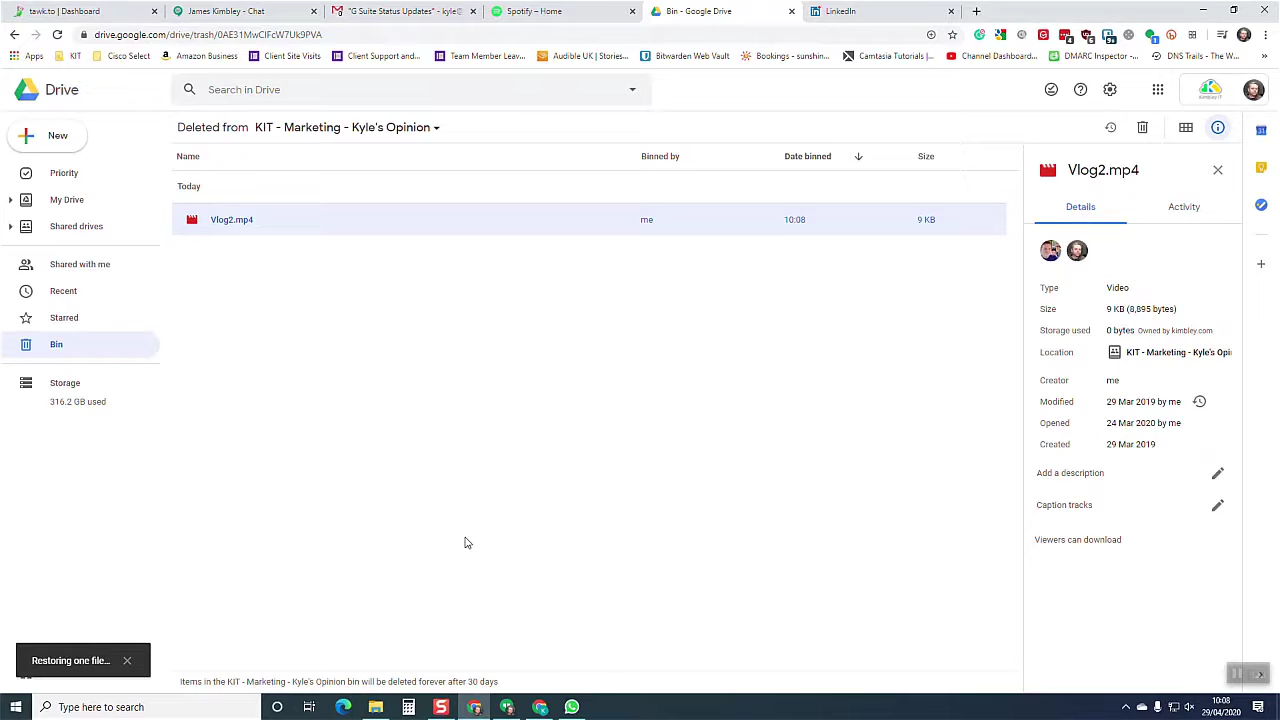 tawk.to | Dashboard
James Kimbley - Chat
"G Suite Status Updates" - kyle@
Spotify – Home
Bin - Google Drive
LinkedIn
drive.google.com/drive/trash/0AE31MwCIFcW7Uk9PVA
Apps
KIT
Cisco Select
Amazon Business
Client Side Visits
KIT Support and...
Team Member Leav...
Audible UK | Stories...
Bitwarden Web Vault
Bookings - sunshin...
Camtasia Tutorials |...
Channel Dashboard...
DMARC Inspector -...
DNS Trails - The W...
Drive
Search in Drive
KIMBLEY IT
New
Deleted from KIT - Marketing - Kyle's Opinion
Name
Binned by
Date binned
Size
Today
Vlog2.mp4
me
10:08
9 KB
Priority
My Drive
Shared drives
Shared with me
Recent
Starred
Bin
Storage
316.2 GB used
Vlog2.mp4
Details
Activity
Type
Video
Size
9 KB (8,895 bytes)
Storage used
0 bytes Owned by kimbley.com
Location
KIT - Marketing - Kyle's Opi
Creator
me
Modified
29 Mar 2019 by me
Opened
24 Mar 2020 by me
Created
29 Mar 2019
Add a description
Caption tracks
Viewers can download
Restoring one file...
Items in the KIT - Marketing - Kyle's Opinion bin will be deleted forever after 30 days
Type here to search
10:08
29/04/2020